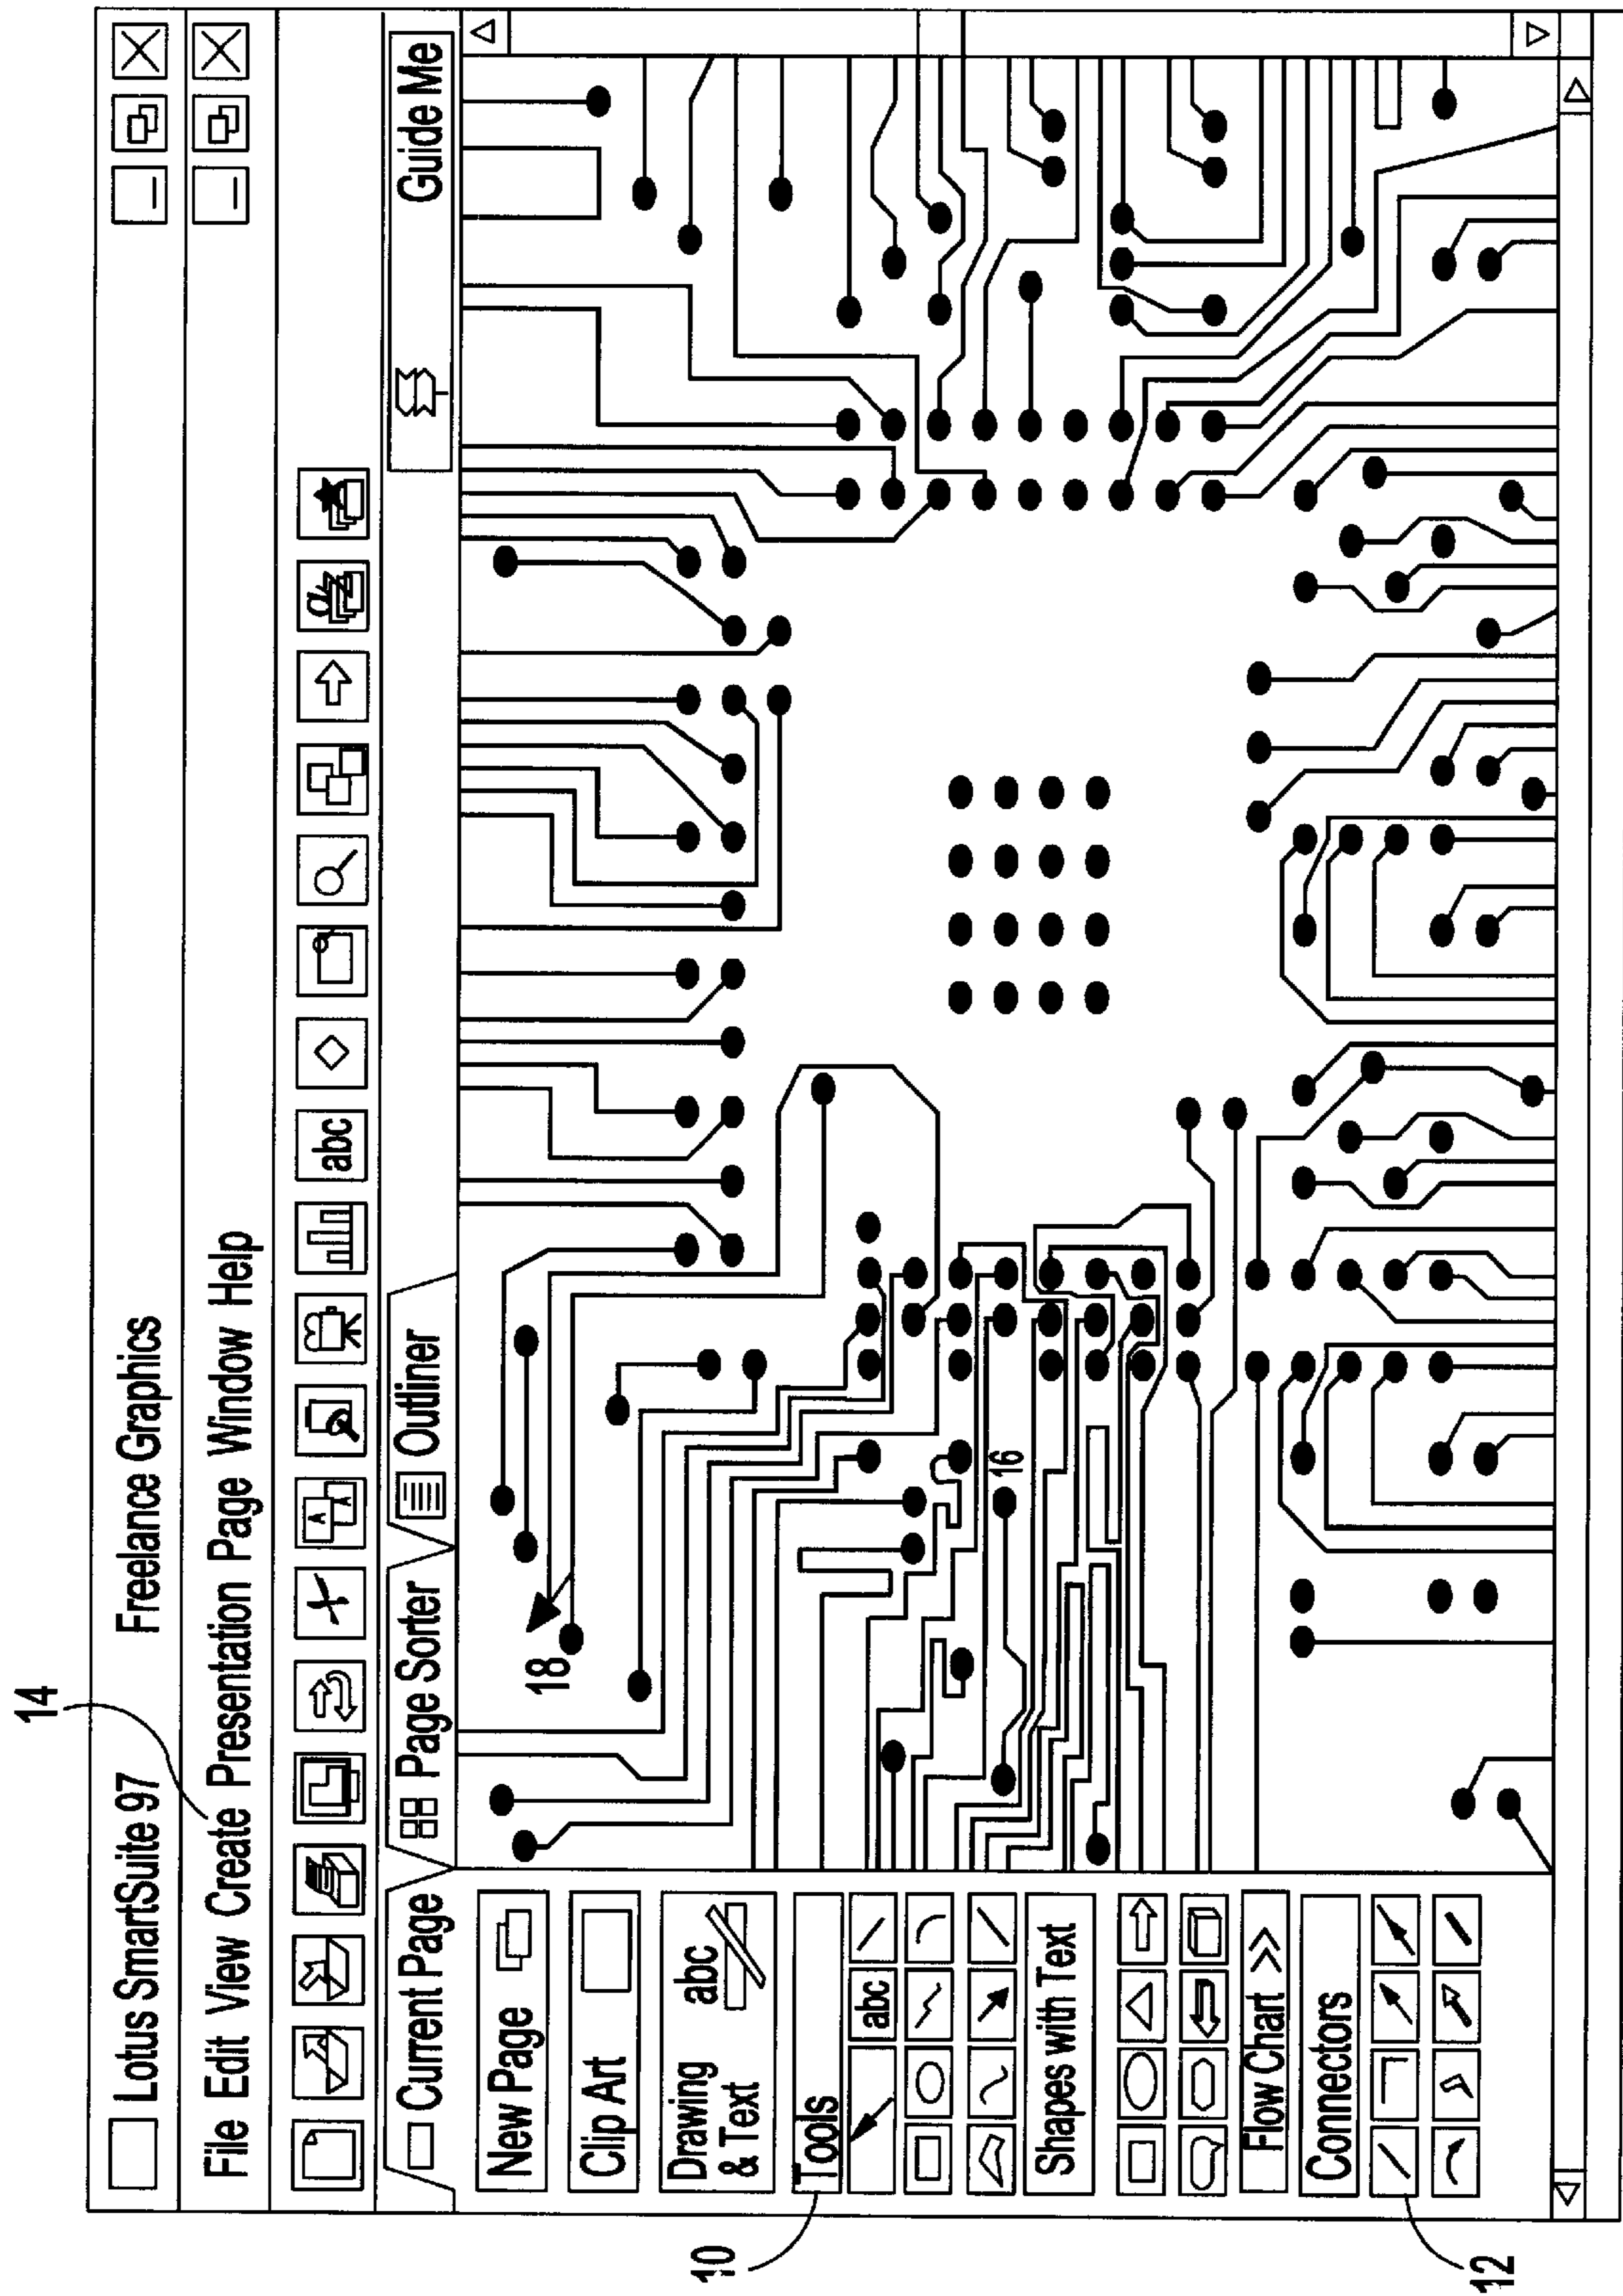 14
Lotus SmartSuite 97 Freelance Graphics
File Edit View Create Presentation Page Window Help
abc
a
Current Page Page Sorter Outliner Guide Me
New Page
Clip Art
Drawing & Text abc
10
Tools
abc
Shapes with Text
Flow Chart >>
Connectors
12
18
16
A
A